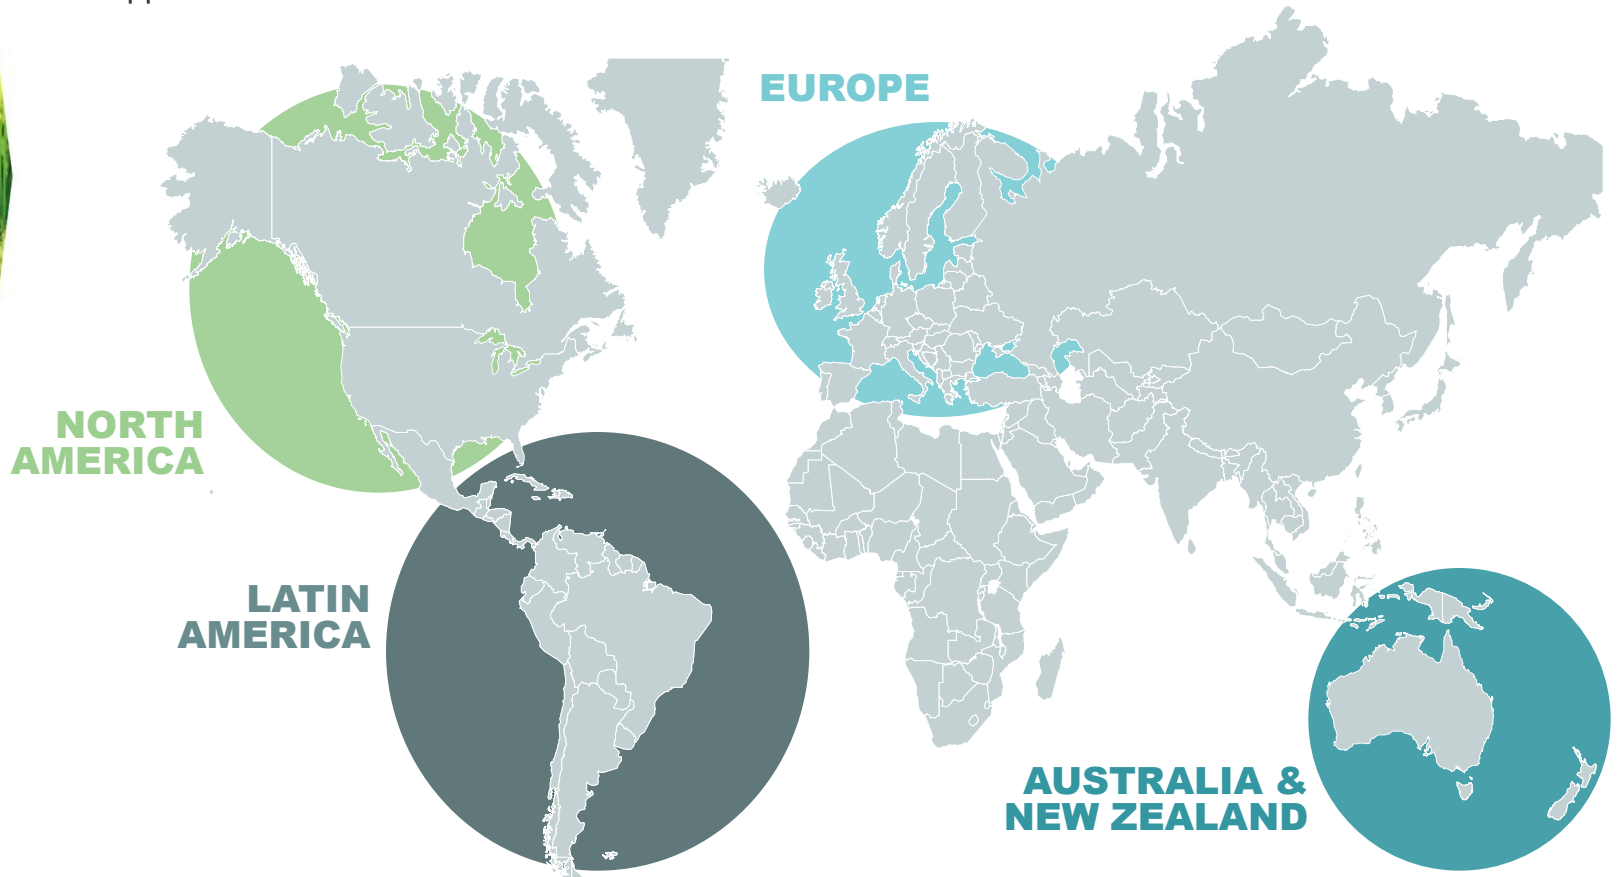 EUROPE
NORTH
AMERICA
LATIN
AMERICA
AUSTRALIA &
NEW ZEALAND